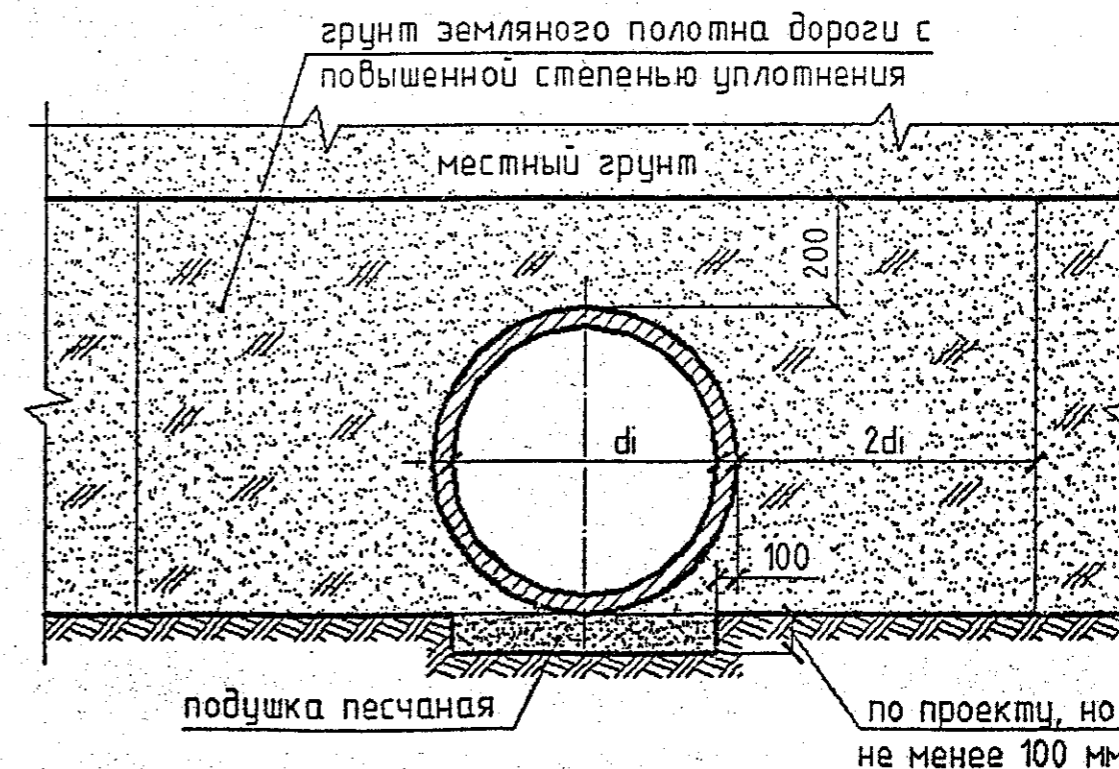 грунт земляного полотна дороги с
повышенной степенью уплотнения
местный грунт
200
di
2di
100
подушка песчаная
по проекту, но
не менее 100 мм